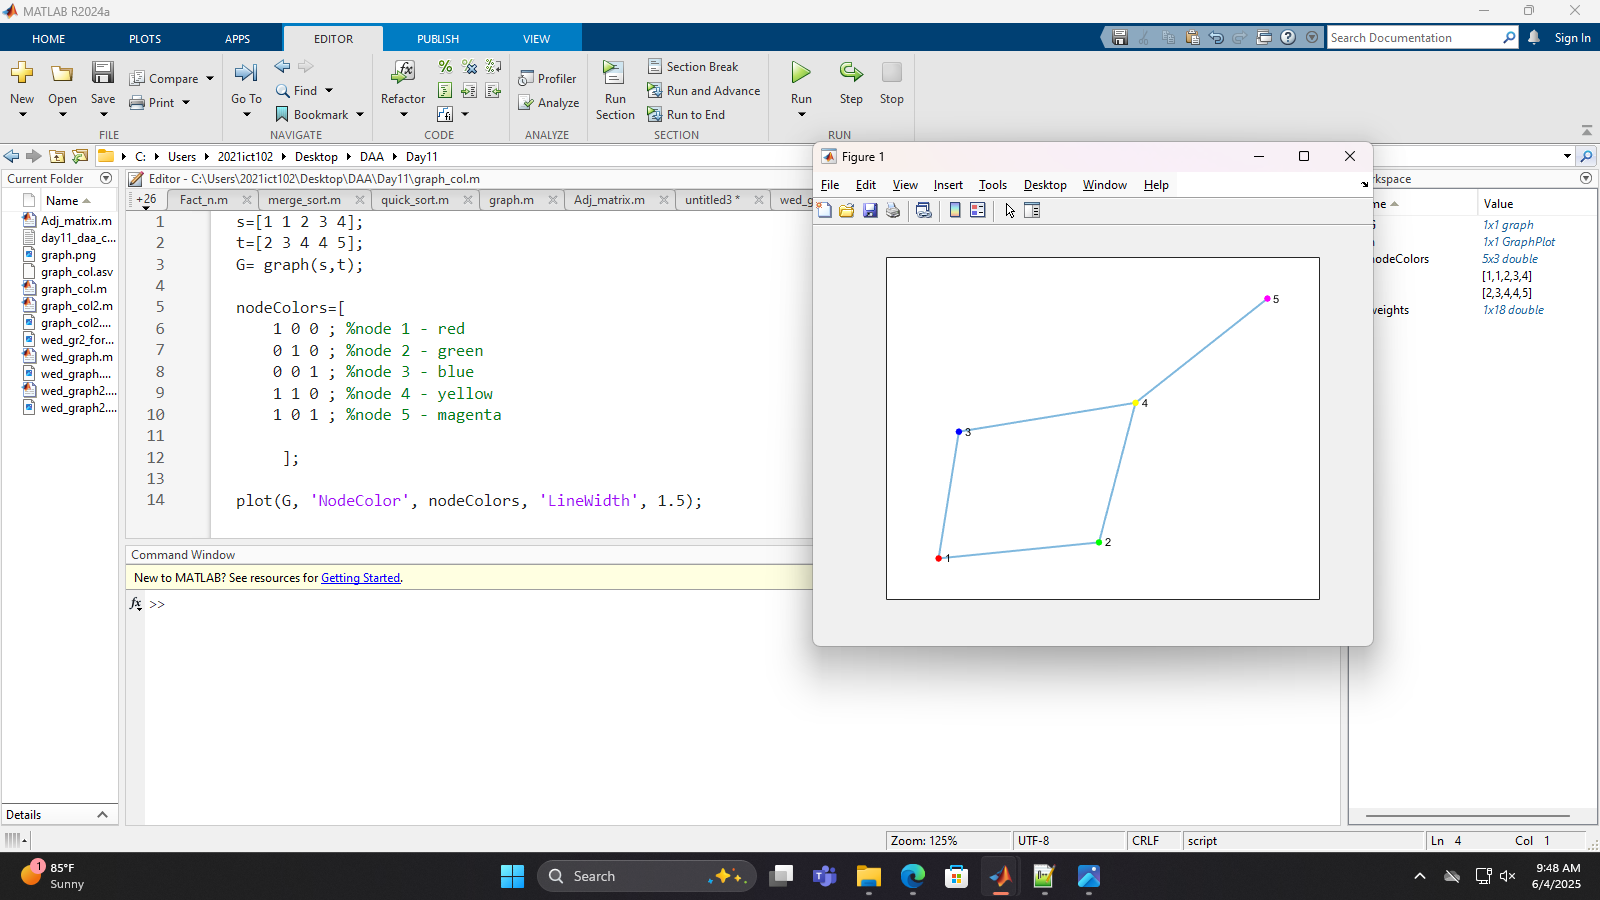 MATLAB R2024a
HOME PLOTS APPS EDITOR PUBLISH VIEW
Search Documentation Sign In
New Open Save Compare Print
Go To Find Bookmark
Refactor
Profiler Analyze
Run Section Section Break Run and Advance Run to End
Run Step Stop
FILE NAVIGATE CODE ANALYZE SECTION RUN
C: Users 2021ict102 Desktop DAA Day11
Current Folder
Name
Adj_matrix.m
day11_daa_c...
graph.png
graph_col.asv
graph_col.m
graph_col2.m
graph_col2....
wed_gr2_for...
wed_graph.m
wed_graph....
wed_graph2....
wed_graph2....
Details
Editor - C:\Users\2021ict102\Desktop\DAA\Day11\graph_col.m
+26 Fact_n.m merge_sort.m quick_sort.m graph.m Adj_matrix.m untitled3 * wed_g
1 s=[1 1 2 3 4];
2 t=[2 3 4 4 5];
3 G= graph(s,t);
4
5 nodeColors=[
6 1 0 0 ; %node 1 - red
7 0 1 0 ; %node 2 - green
8 0 0 1 ; %node 3 - blue
9 1 1 0 ; %node 4 - yellow
10 1 0 1 ; %node 5 - magenta
11
12 ];
13
14 plot(G, 'NodeColor', nodeColors, 'LineWidth', 1.5);
Command Window
New to MATLAB? See resources for Getting Started.
fx >>
Figure 1
File Edit View Insert Tools Desktop Window Help
5
4
3
2
1
kspace
me Value
1x1 graph
1x1 GraphPlot
odeColors 5x3 double
[1,1,2,3,4]
[2,3,4,4,5]
veights 1x18 double
Zoom: 125% UTF-8 CRLF script Ln 4 Col 1
1
85°F
Sunny
Search
9:48 AM
6/4/2025